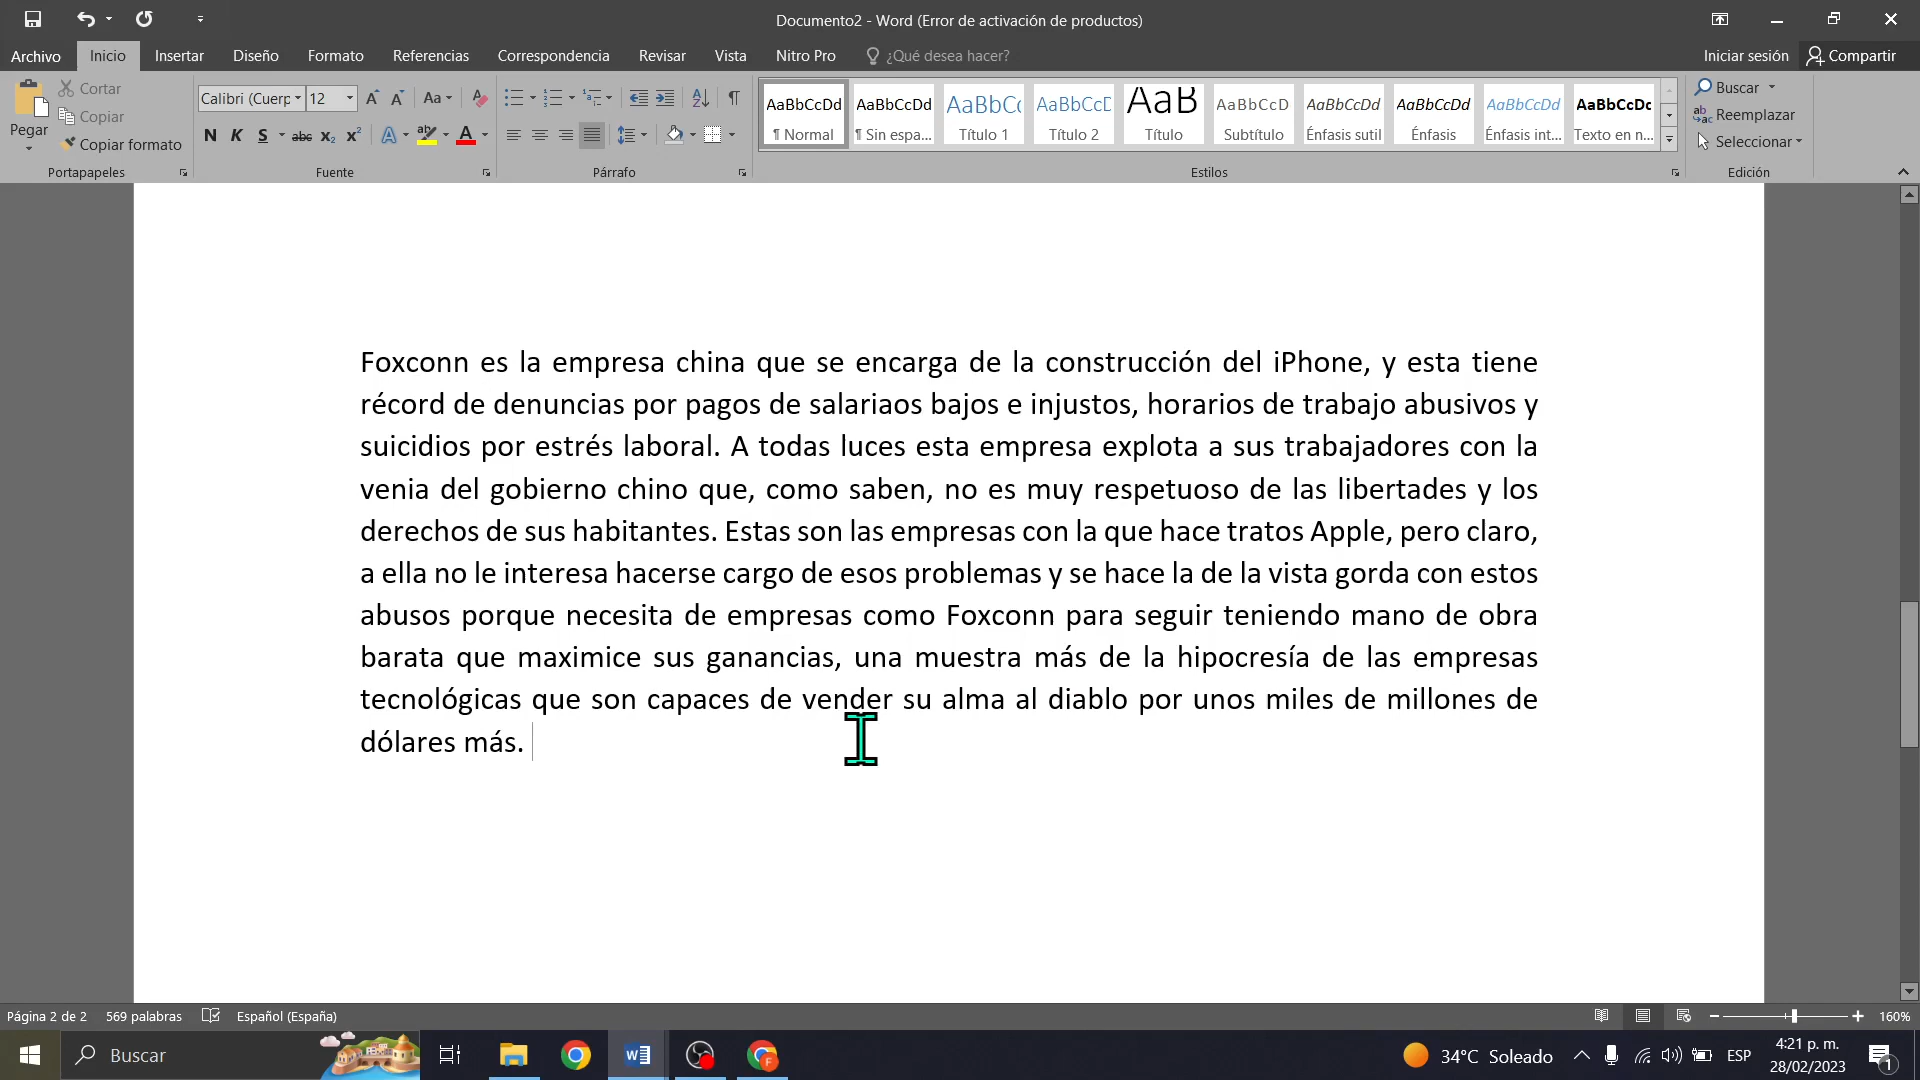 Documento2 - Word (Error de activación de productos)
Archivo Inicio Insertar Diseño Formato Referencias Correspondencia Revisar Vista Nitro Pro ¿Qué desea hacer? Iniciar sesión Compartir
Pegar
Cortar
Copiar
Copiar formato
Portapapeles
Calibri (Cuerp 12
Fuente
Párrafo
AaBbCcDd AaBbCcDd AaBbC AaBbCcD AaB AaBbCcD AaBbCcDd AaBbCcDd AaBbCcDd AaBbCcDc
¶ Normal ¶ Sin espa... Título 1 Título 2 Título Subtítulo Énfasis sutil Énfasis Énfasis int... Texto en n...
Estilos
Buscar
Reemplazar
Seleccionar
Edición
Foxconn es la empresa china que se encarga de la construcción del iPhone, y esta tiene
récord de denuncias por pagos de salariaos bajos e injustos, horarios de trabajo abusivos y
suicidios por estrés laboral. A todas luces esta empresa explota a sus trabajadores con la
venia del gobierno chino que, como saben, no es muy respetuoso de las libertades y los
derechos de sus habitantes. Estas son las empresas con la que hace tratos Apple, pero claro,
a ella no le interesa hacerse cargo de esos problemas y se hace la de la vista gorda con estos
abusos porque necesita de empresas como Foxconn para seguir teniendo mano de obra
barata que maximice sus ganancias, una muestra más de la hipocresía de las empresas
tecnológicas que son capaces de vender su alma al diablo por unos miles de millones de
dólares más.
Página 2 de 2 569 palabras Español (España) 160%
Buscar
34°C Soleado ESP
4:21 p. m.
28/02/2023
1